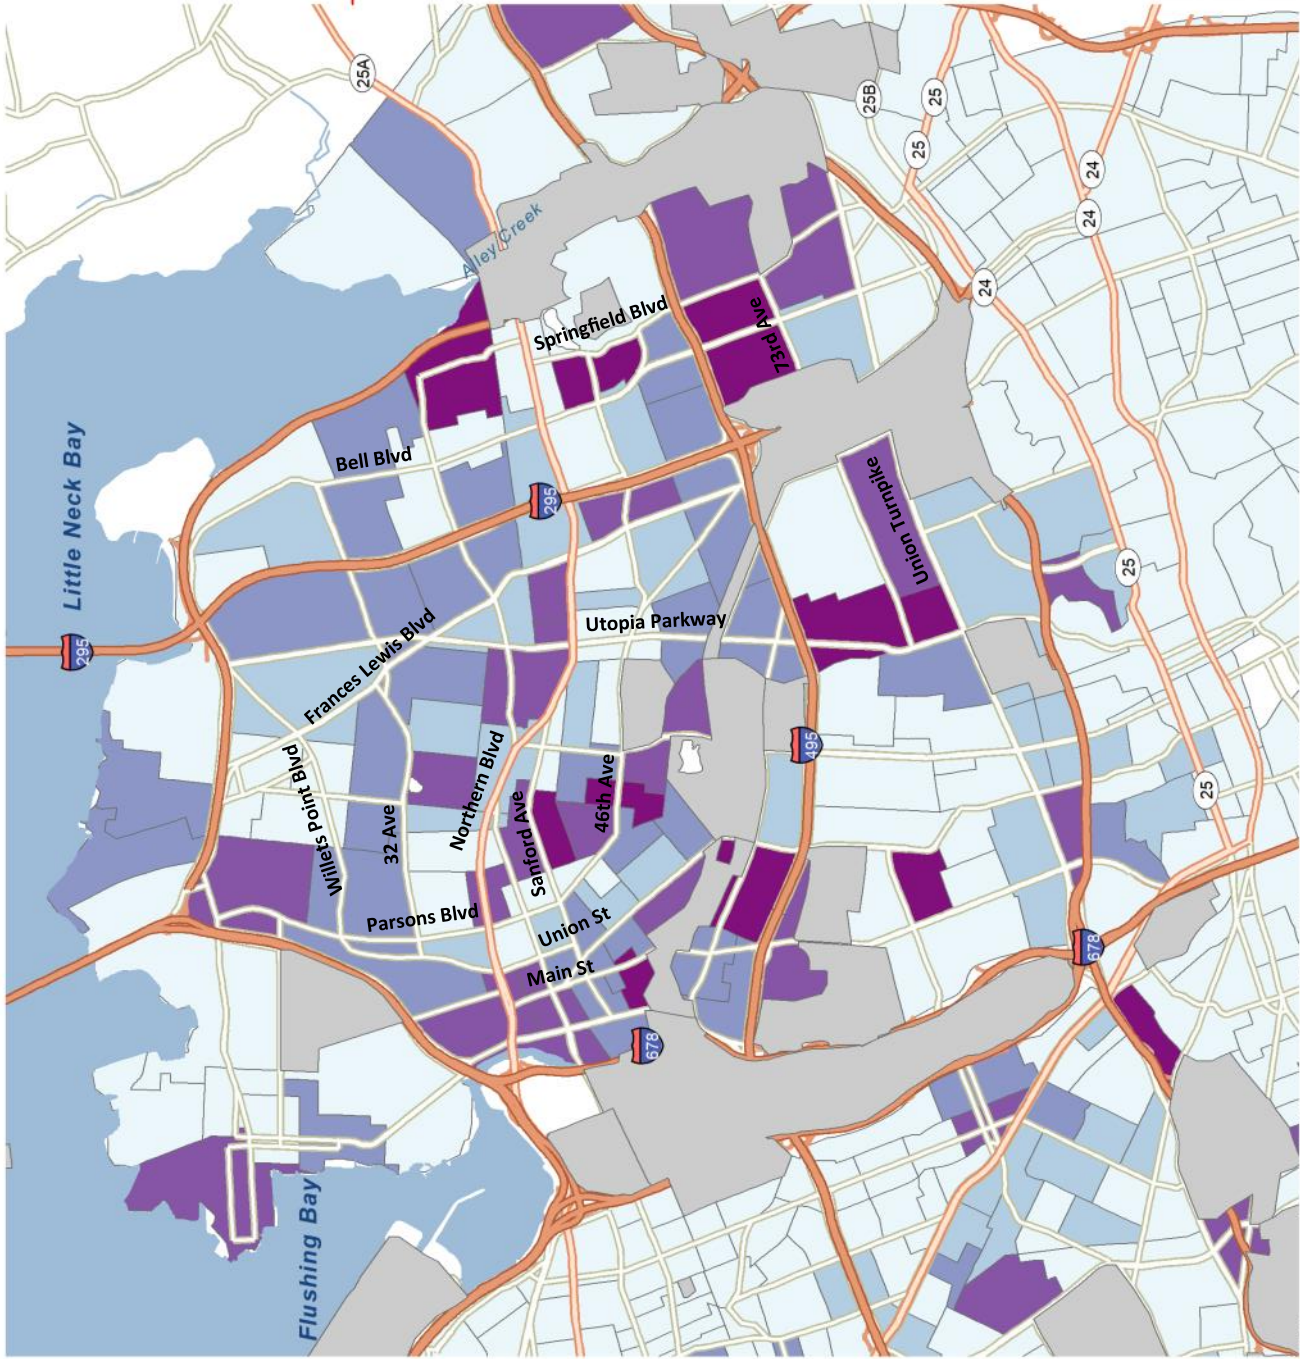 25A
25B
25
25
24
24
24
Alley Creek
Springfield Blvd
73rd Ave
Little Neck Bay
Bell Blvd
295
Union Turnpike
25
295
Utopia Parkway
Frances Lewis Blvd
Willets Point Blvd
Northern Blvd
495
46th Ave
Sanford Ave
32 Ave
25
Parsons Blvd
Union St
Main St
678
678
Flushing Bay